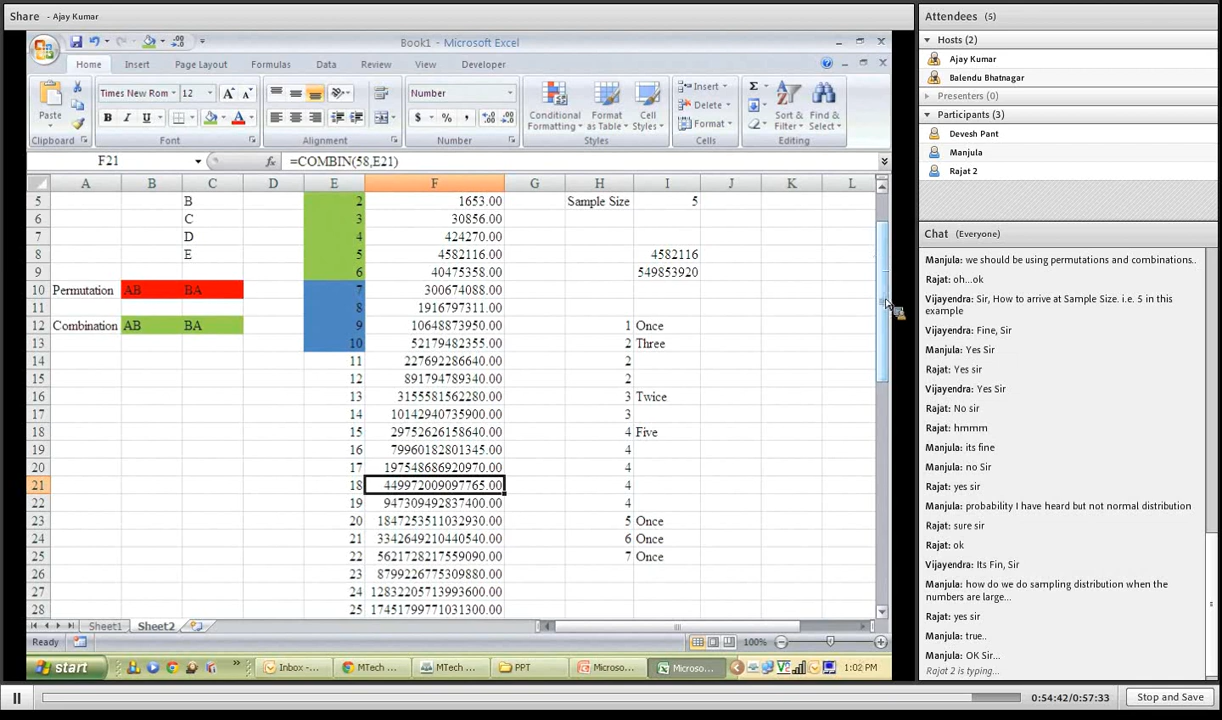 Share - Ajay Kumar
Book1 - Microsoft Excel
Home Insert Page Layout Formulas Data Review View Developer
Paste
Clipboard
Times New Rom 12
B I U
Font
Alignment
Number
$ % ,
Number
Conditional Formatting
Format as Table
Cell Styles
Styles
Insert
Delete
Format
Cells
Sort & Filter
Find & Select
Editing
F21 fx =COMBIN(58,E21)
A B C D E F G H I J K L
5 B 2 1653.00 Sample Size 5
6 C 3 30856.00
7 D 4 424270.00
8 E 5 4582116.00 4582116
9 6 40475358.00 549853920
10 Permutation AB BA 7 300674088.00
11 8 1916797311.00
12 Combination AB BA 9 10648873950.00 1 Once
13 10 52179482355.00 2 Three
14 11 227692286640.00 2
15 12 891794789340.00 2
16 13 3155581562280.00 3 Twice
17 14 10142940735900.00 3
18 15 29752626158640.00 4 Five
19 16 79960182801345.00 4
20 17 197548686920970.00 4
21 18 449972009097765.00 4
22 19 947309492837400.00 4
23 20 1847253511032930.00 5 Once
24 21 3342649210440540.00 6 Once
25 22 5621728217559090.00 7 Once
26 23 8799226775309880.00
27 24 12832205713993600.00
28 25 17451799771031300.00
Sheet1 Sheet2
Ready 100%
start Inbox -... MTech ... MTech ... PPT Microso... Microso... 1:02 PM
Attendees (5)
Hosts (2)
Ajay Kumar
Balendu Bhatnagar
Presenters (0)
Participants (3)
Devesh Pant
Manjula
Rajat 2
Chat (Everyone)
Manjula: we should be using permutations and combinations..
Rajat: oh...ok
Vijayendra: Sir, How to arrive at Sample Size. i.e. 5 in this
example
Vijayendra: Fine, Sir
Manjula: Yes Sir
Rajat: Yes sir
Vijayendra: Yes Sir
Rajat: No sir
Rajat: hmmm
Manjula: its fine
Manjula: no Sir
Rajat: yes sir
Manjula: probability I have heard but not normal distribution
Rajat: sure sir
Rajat: ok
Vijayendra: Its Fin, Sir
Manjula: how do we do sampling distribution when the
numbers are large...
Rajat: yes sir
Manjula: true..
Manjula: OK Sir...
Rajat 2 is typing...
0:54:42/0:57:33 Stop and Save